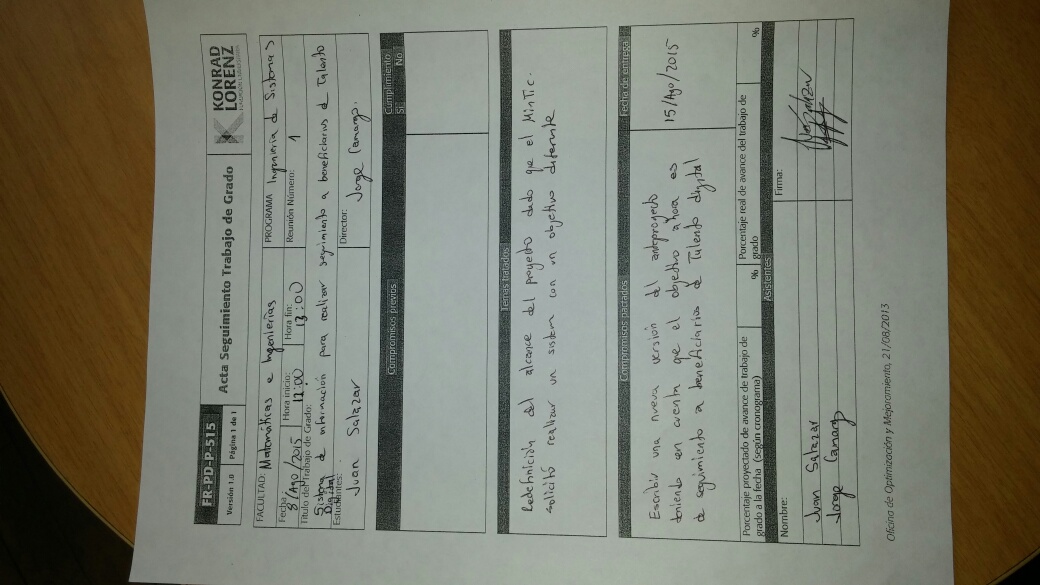 FR-PD-P-515
Versión 1.0 Página 1 de 1
Acta Seguimiento Trabajo de Grado
KONRAD
LORENZ
FUNDACIÓN UNIVERSITARIA
FACULTAD: Matemáticas e Ingenierías
PROGRAMA Ingeniería de Sistemas
Fecha: 8/Ago/2015
Hora inicio: 12:00
Hora fin: 13:00
Reunión Número: 1
Título del Trabajo de Grado:
Sistema de información para realizar seguimiento a beneficiarios de Talento
Digital
Estudiantes: Juan Salazar
Director: Jorge Camargo.
Compromisos previos
Cumplimiento
Si No
Temas tratados
Redefinición del alcance del proyecto dado que el MinTic.
solicitó realizar un sistem con un objetivo diferente
Compromisos pactados
Fecha de entrega
Escribir una nueva versión del anteproyecto
teniendo en cuenta que el objetivo ahora es
de seguimiento a beneficiarios de Talento digital
15/Ago/2015
Porcentaje proyectado de avance de trabajo de
grado a la fecha (según cronograma) %
Porcentaje real de avance del trabajo de
grado %
Asistentes
Nombre:
Firma:
Juan Salazar
Jorge Camargo
Oficina de Optimización y Mejoramiento, 21/08/2013